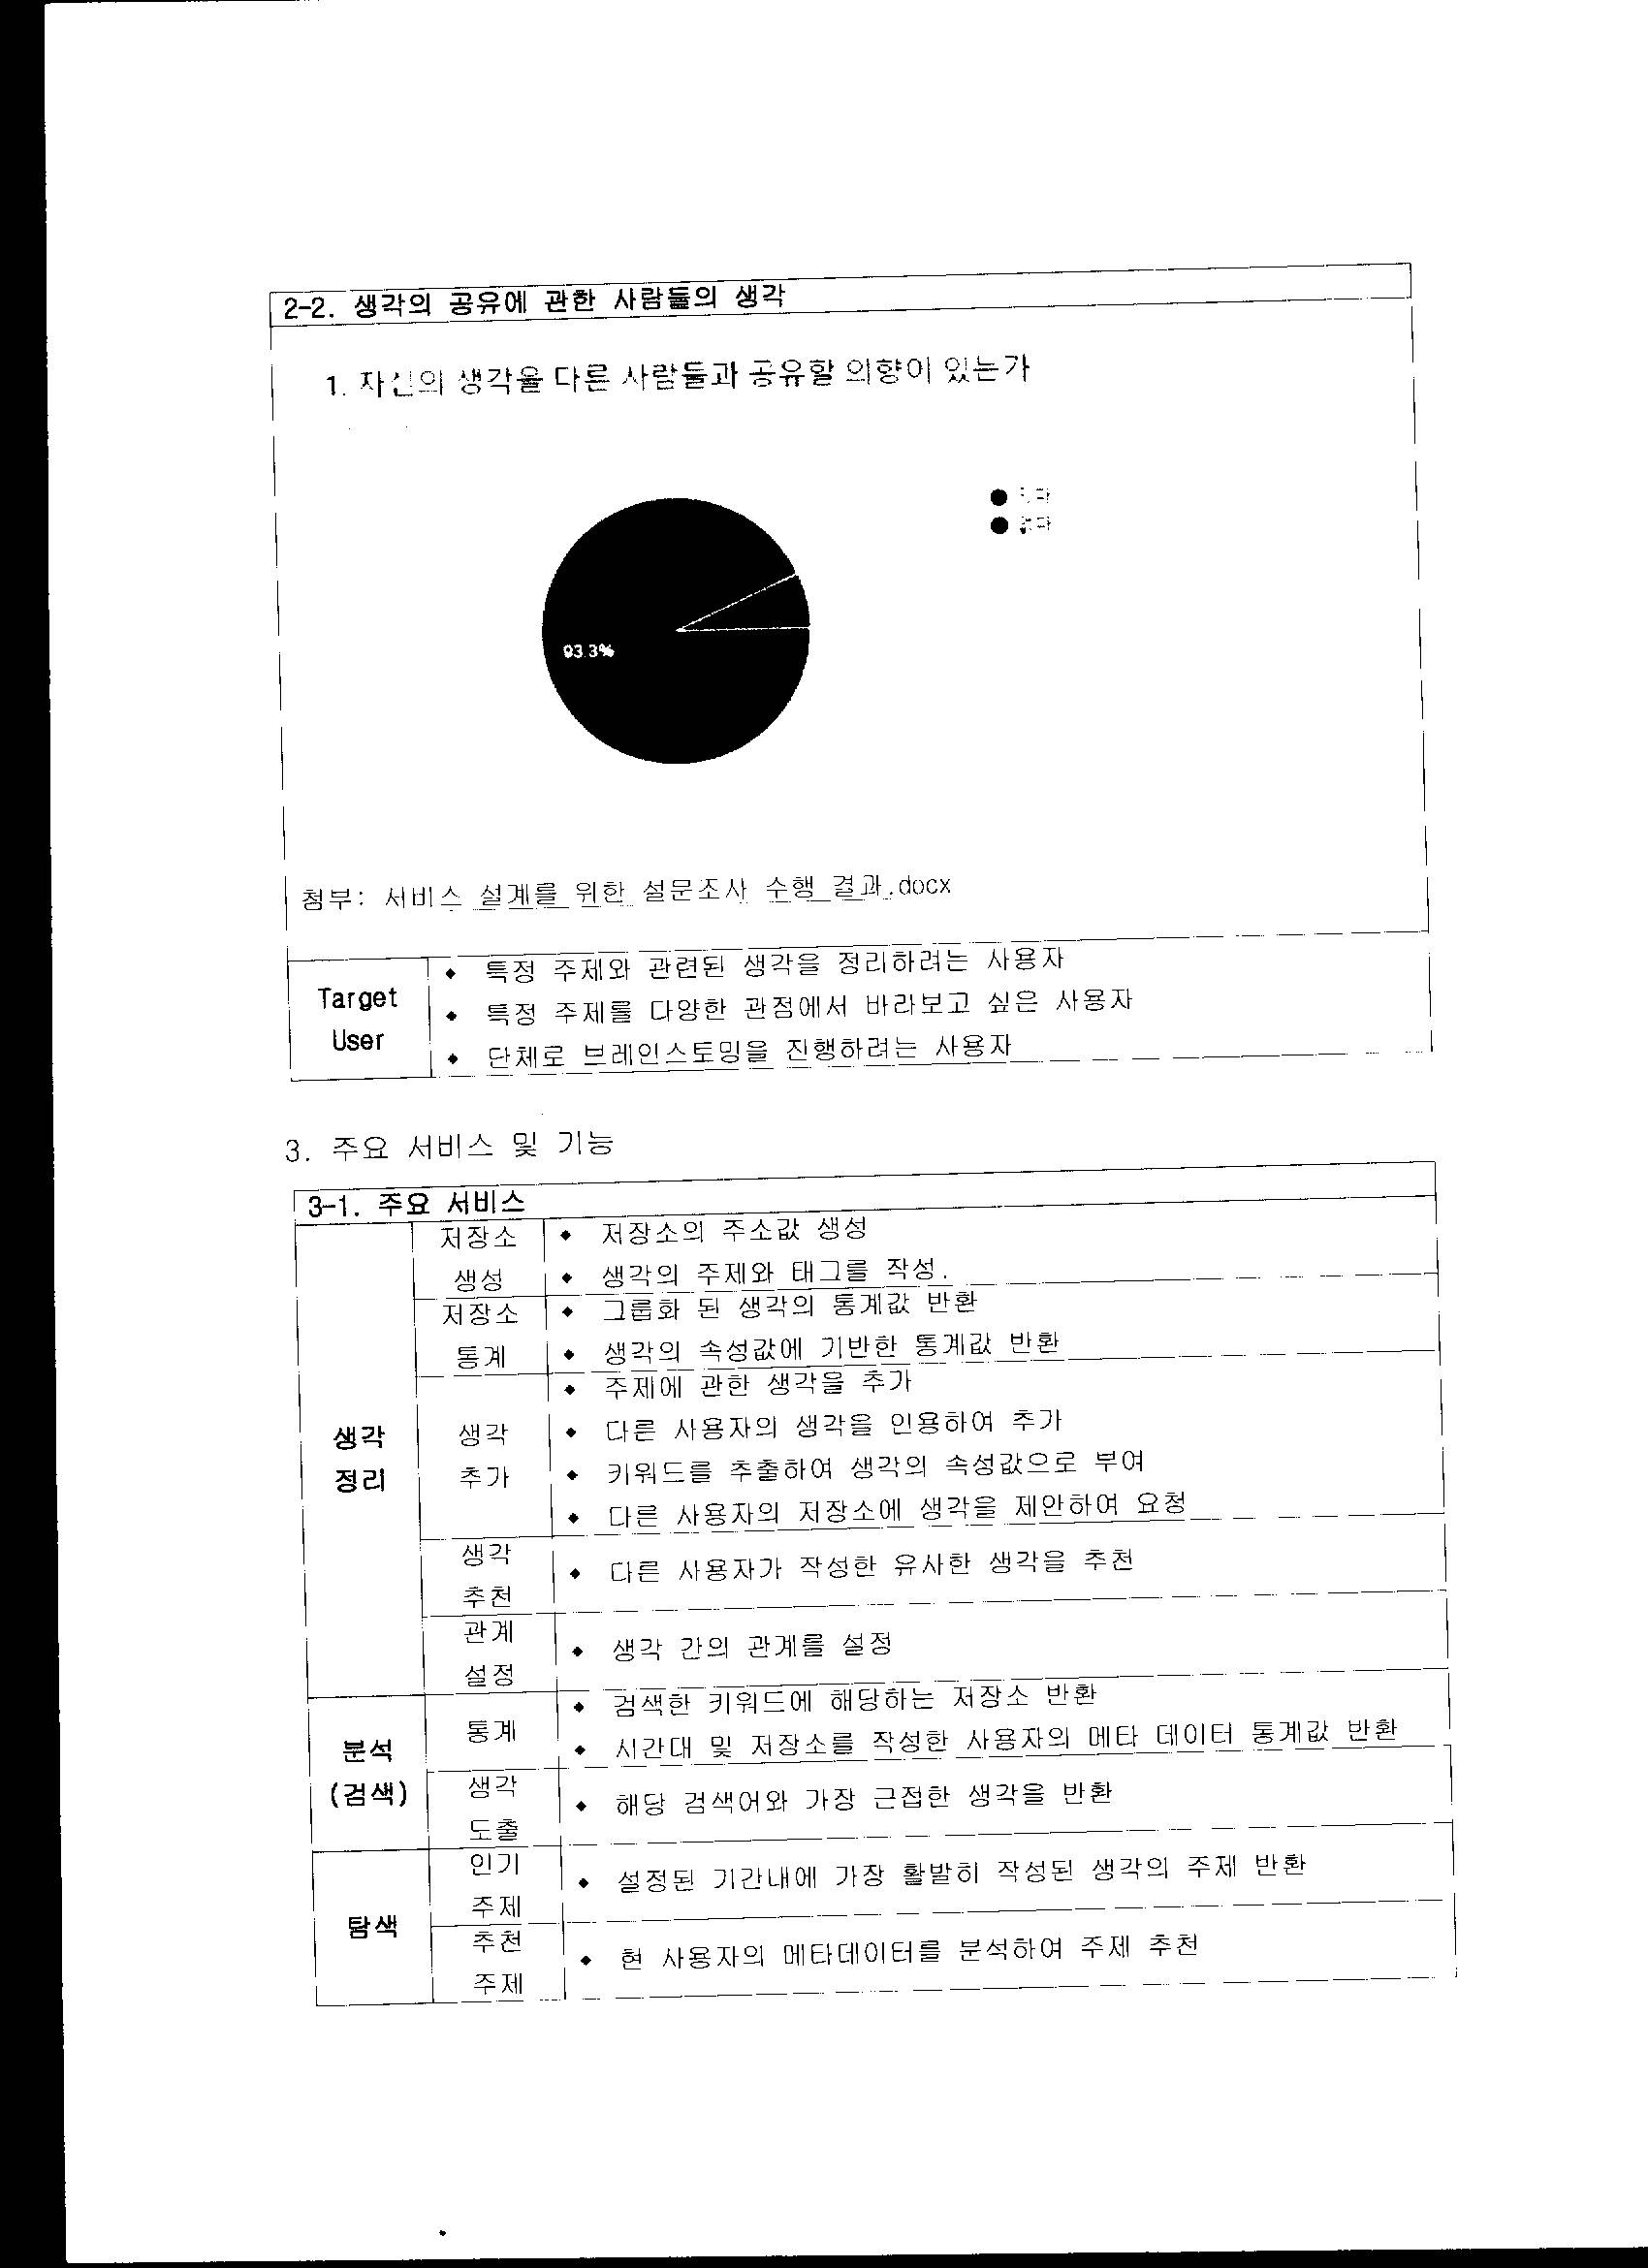 2-2. 생각의 공유에 관한 사람들의 생각
1. 자신의 생각을 다른 사람들과 공유할 의향이 있는가
93.3%
첨부: 서비스 설계를 위한 설문조사 수행 결과.docx
Target
User
◆ 특정 주제와 관련된 생각을 정리하려는 사용자
◆ 특정 주제를 다양한 관점에서 바라보고 싶은 사용자
◆ 단체로 브레인스토밍을 진행하려는 사용자
3. 주요 서비스 및 기능
3-1. 주요 서비스
생각
정리
저장소
생성
◆ 저장소의 주소값 생성
◆ 생각의 주제와 태그를 작성.
저장소
통계
◆ 그룹화 된 생각의 통계값 반환
◆ 생각의 속성값에 기반한 통계값 반환
생각
추가
◆ 주제에 관한 생각을 추가
◆ 다른 사용자의 생각을 인용하여 추가
◆ 키워드를 추출하여 생각의 속성값으로 부여
◆ 다른 사용자의 저장소에 생각을 제안하여 요청
생각
추천
◆ 다른 사용자가 작성한 유사한 생각을 추천
관계
설정
◆ 생각 간의 관계를 설정
분석
(검색)
통계
◆ 검색한 키워드에 해당하는 저장소 반환
◆ 시간대 및 저장소를 작성한 사용자의 메타 데이터 통계값 반환
생각
도출
◆ 해당 검색어와 가장 근접한 생각을 반환
탐색
인기
주제
◆ 설정된 기간내에 가장 활발히 작성된 생각의 주제 반환
추천
주제
◆ 현 사용자의 메타데이터를 분석하여 주제 추천